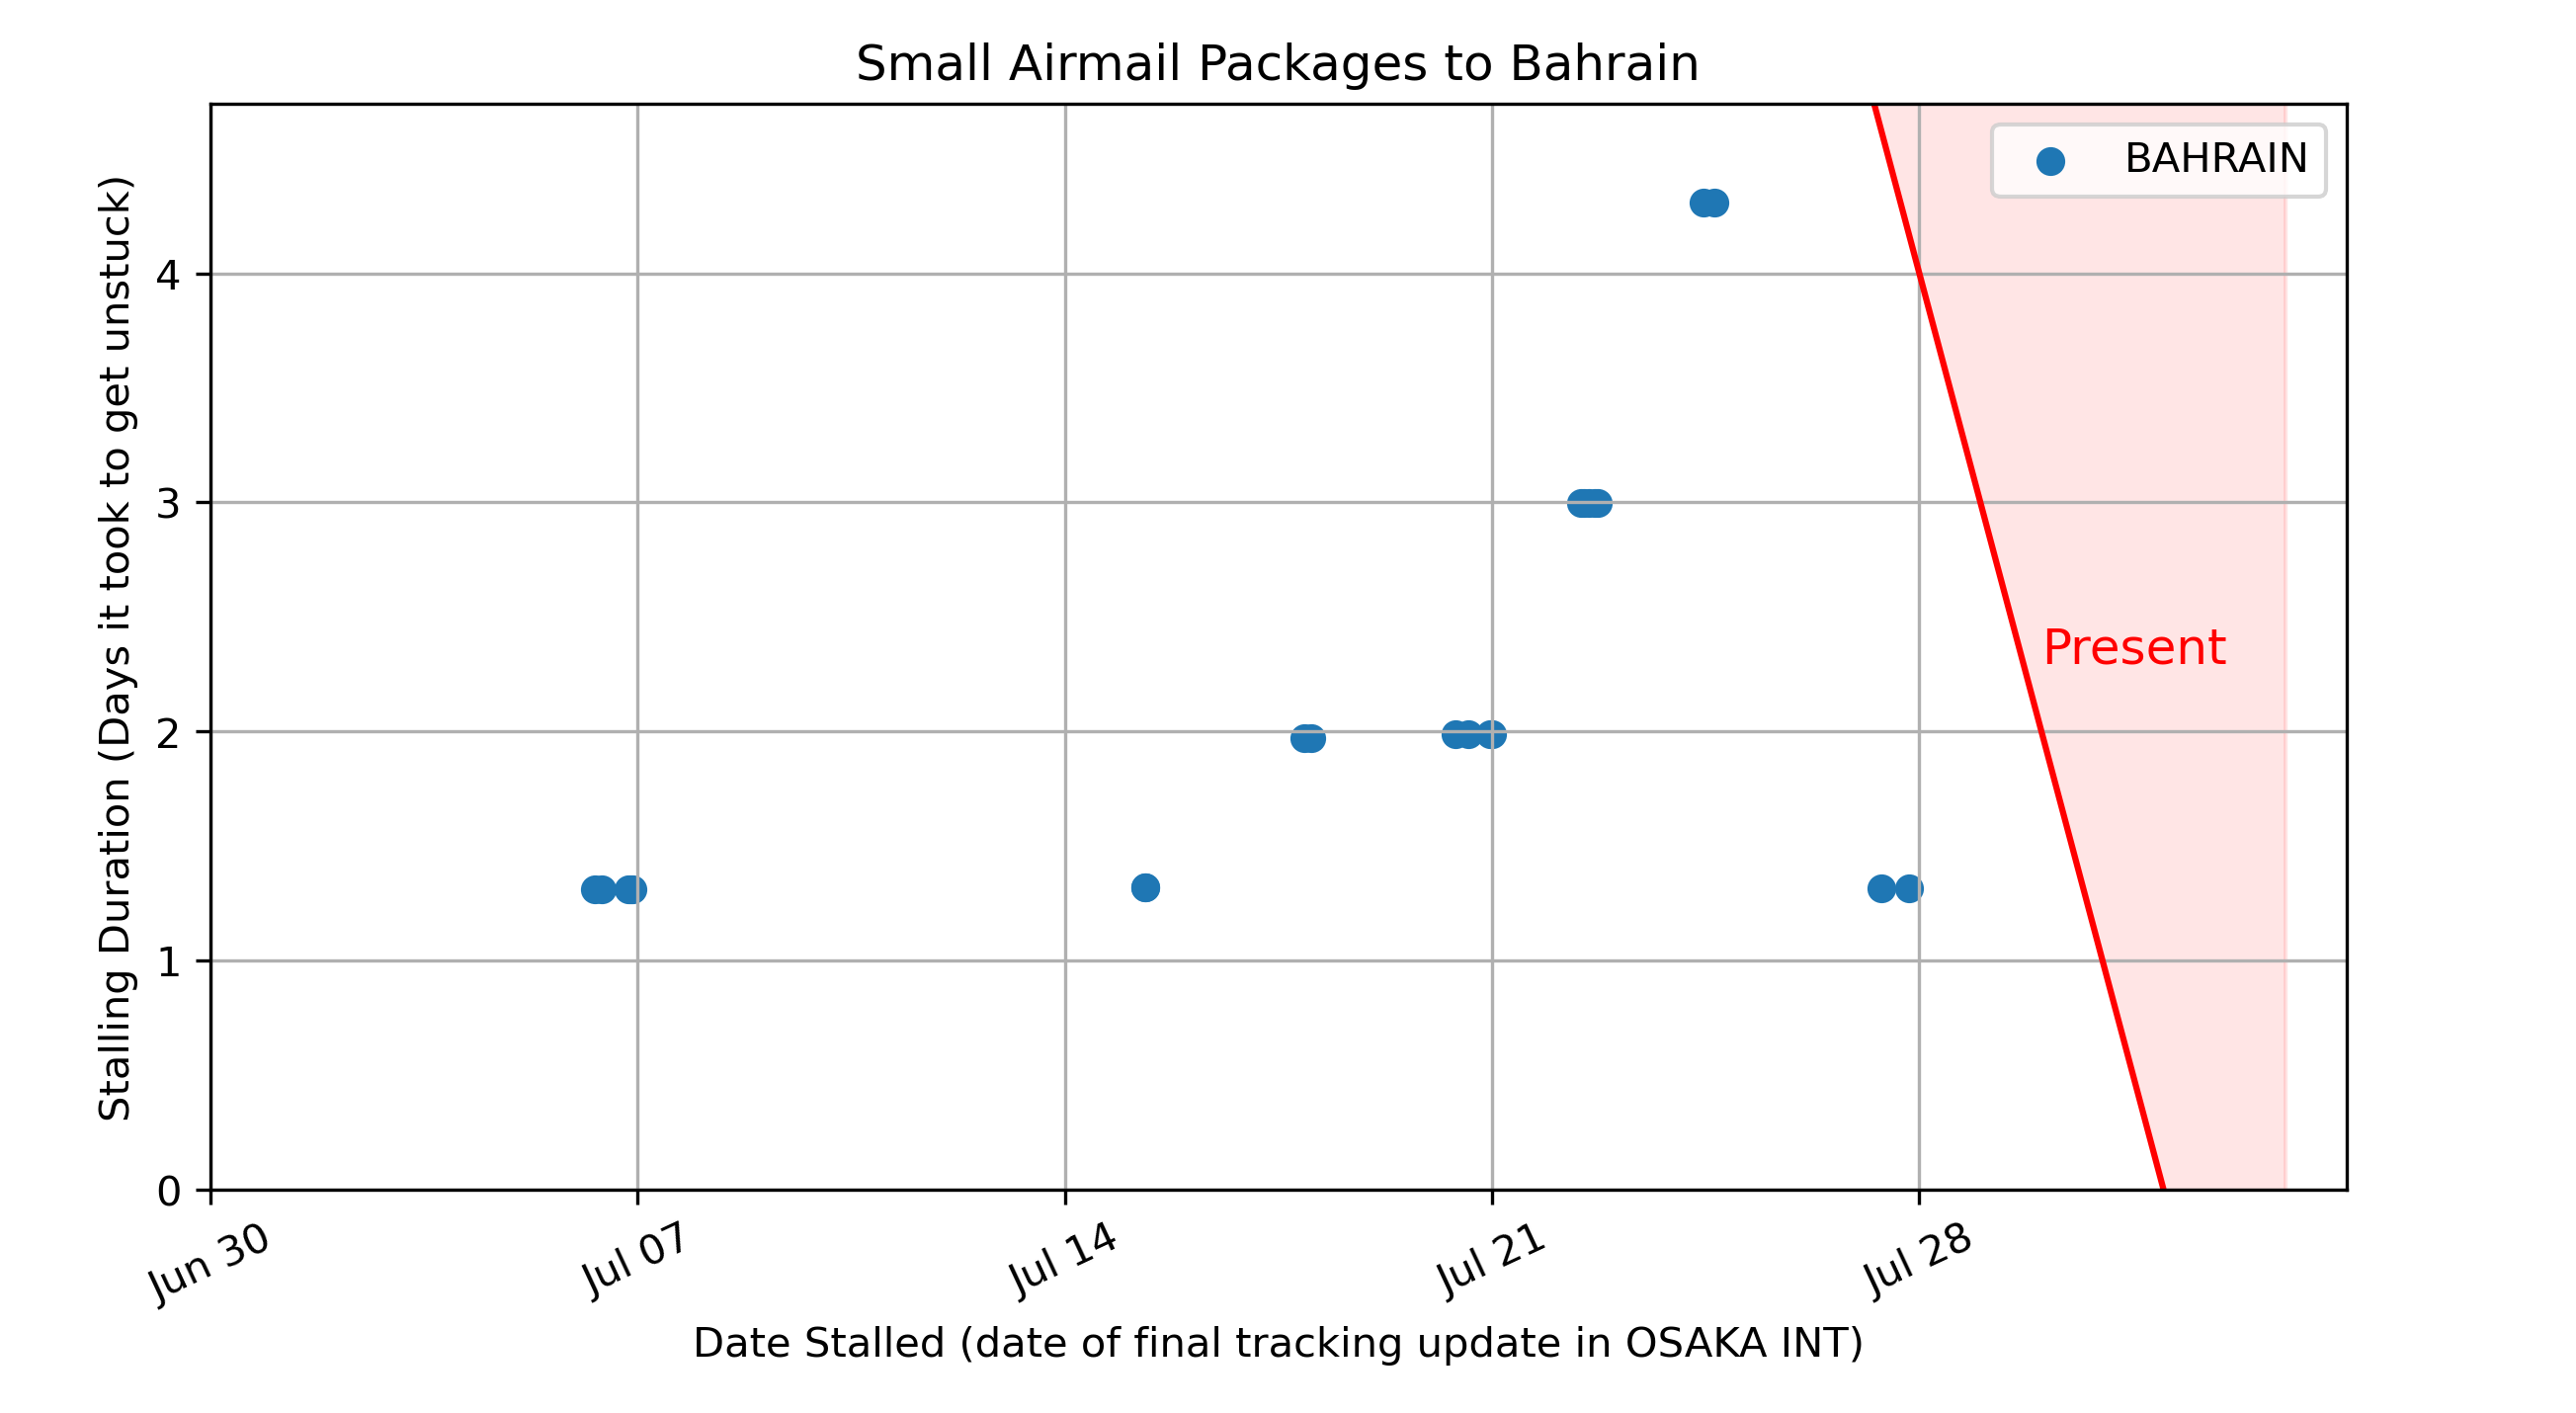 Small Airmail Packages to Bahrain
BAHRAIN
Present
Stalling Duration (Days it took to get unstuck)
4
3
2
1
0
Jun 30
Jul 07
Jul 14
Jul 21
Jul 28
Date Stalled (date of final tracking update in OSAKA INT)